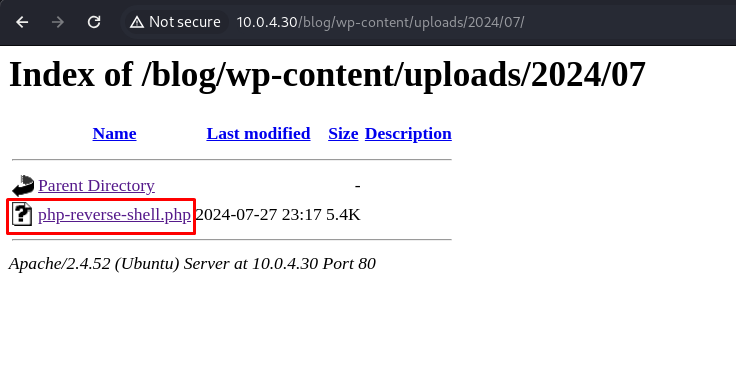 Not secure 10.0.4.30/blog/wp-content/uploads/2024/07/
Index of /blog/wp-content/uploads/2024/07
Name Last modified Size Description
Parent Directory -
php-reverse-shell.php 2024-07-27 23:17 5.4K
Apache/2.4.52 (Ubuntu) Server at 10.0.4.30 Port 80